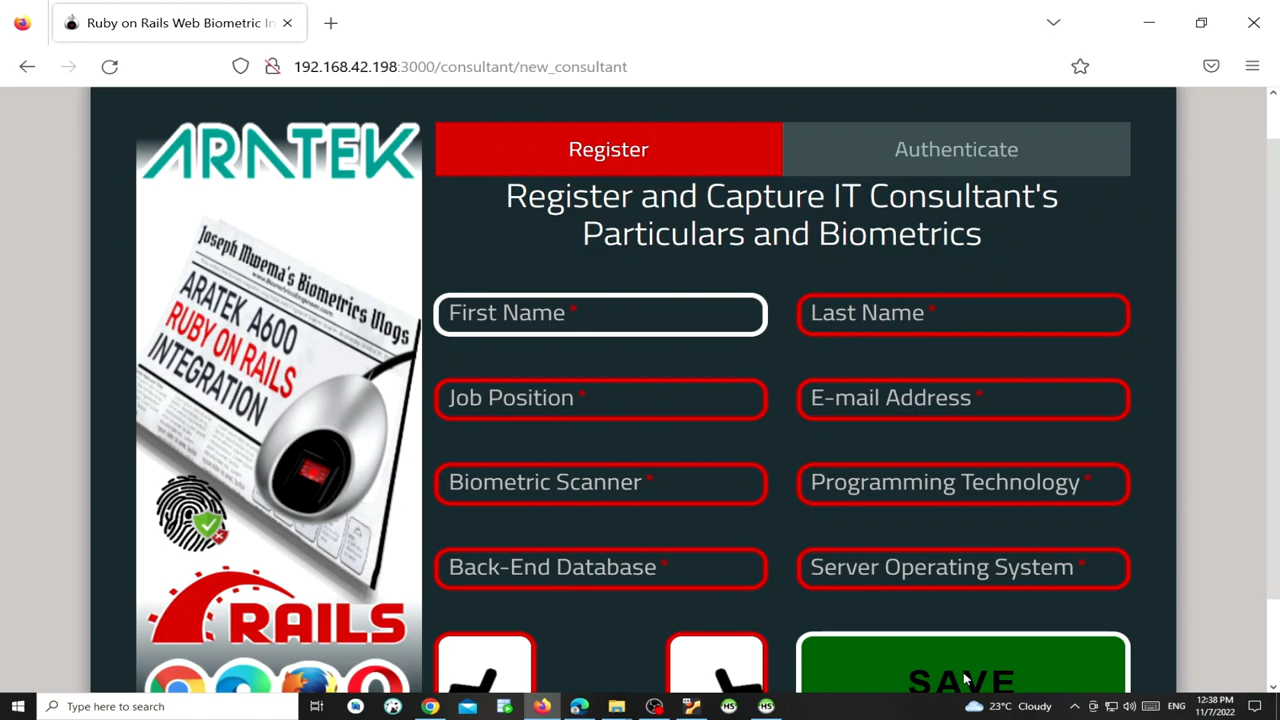 Ruby on Rails Web Biometric In
192.168.42.198:3000/consultant/new_consultant
ARATEK
Joseph Mwema's Biometrics Vlogs
ARATEK A600
RUBY ON RAILS
INTEGRATION
RAILS
Register
Authenticate
Register and Capture IT Consultant's
Particulars and Biometrics
First Name *
Last Name *
Job Position *
E-mail Address *
Biometric Scanner *
Programming Technology *
Back-End Database *
Server Operating System *
SAVE
Type here to search
23°C Cloudy
12:38 PM
11/7/2022